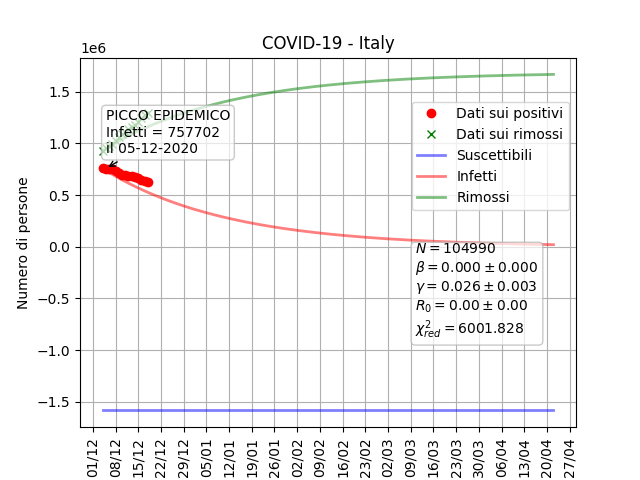 COVID-19 - Italy
1e6
Numero di persone
1.5
1.0
0.5
0.0
−0.5
−1.0
−1.5
PICCO EPIDEMICO
Infetti = 757702
il 05-12-2020
Dati sui positivi
Dati sui rimossi
Suscettibili
Infetti
Rimossi
N = 104990
β = 0.000 ± 0.000
γ = 0.026 ± 0.003
R₀ = 0.00 ± 0.00
χ²red = 6001.828
01/12
08/12
15/12
22/12
29/12
05/01
12/01
19/01
26/01
02/02
09/02
16/02
23/02
02/03
09/03
16/03
23/03
30/03
06/04
13/04
20/04
27/04